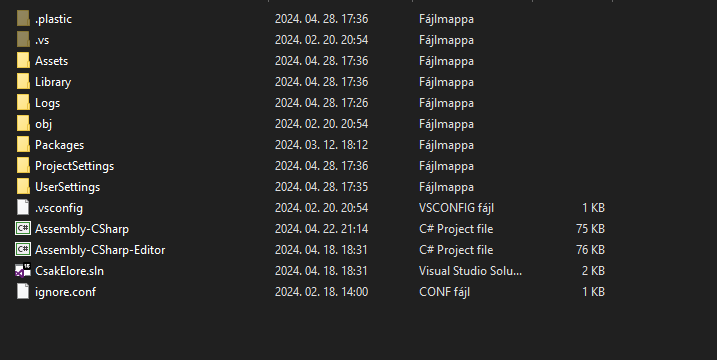 .plastic 2024. 04. 28. 17:36 Fájlmappa
.vs 2024. 02. 20. 20:54 Fájlmappa
Assets 2024. 04. 28. 17:36 Fájlmappa
Library 2024. 04. 28. 17:36 Fájlmappa
Logs 2024. 04. 28. 17:26 Fájlmappa
obj 2024. 02. 20. 20:54 Fájlmappa
Packages 2024. 03. 12. 18:12 Fájlmappa
ProjectSettings 2024. 04. 28. 17:36 Fájlmappa
UserSettings 2024. 04. 28. 17:35 Fájlmappa
.vsconfig 2024. 02. 20. 20:54 VSCONFIG fájl 1 KB
C# Assembly-CSharp 2024. 04. 22. 21:14 C# Project file 75 KB
C# Assembly-CSharp-Editor 2024. 04. 18. 18:31 C# Project file 76 KB
CsakElore.sln 2024. 04. 18. 18:31 Visual Studio Solu... 2 KB
ignore.conf 2024. 02. 18. 14:00 CONF fájl 1 KB